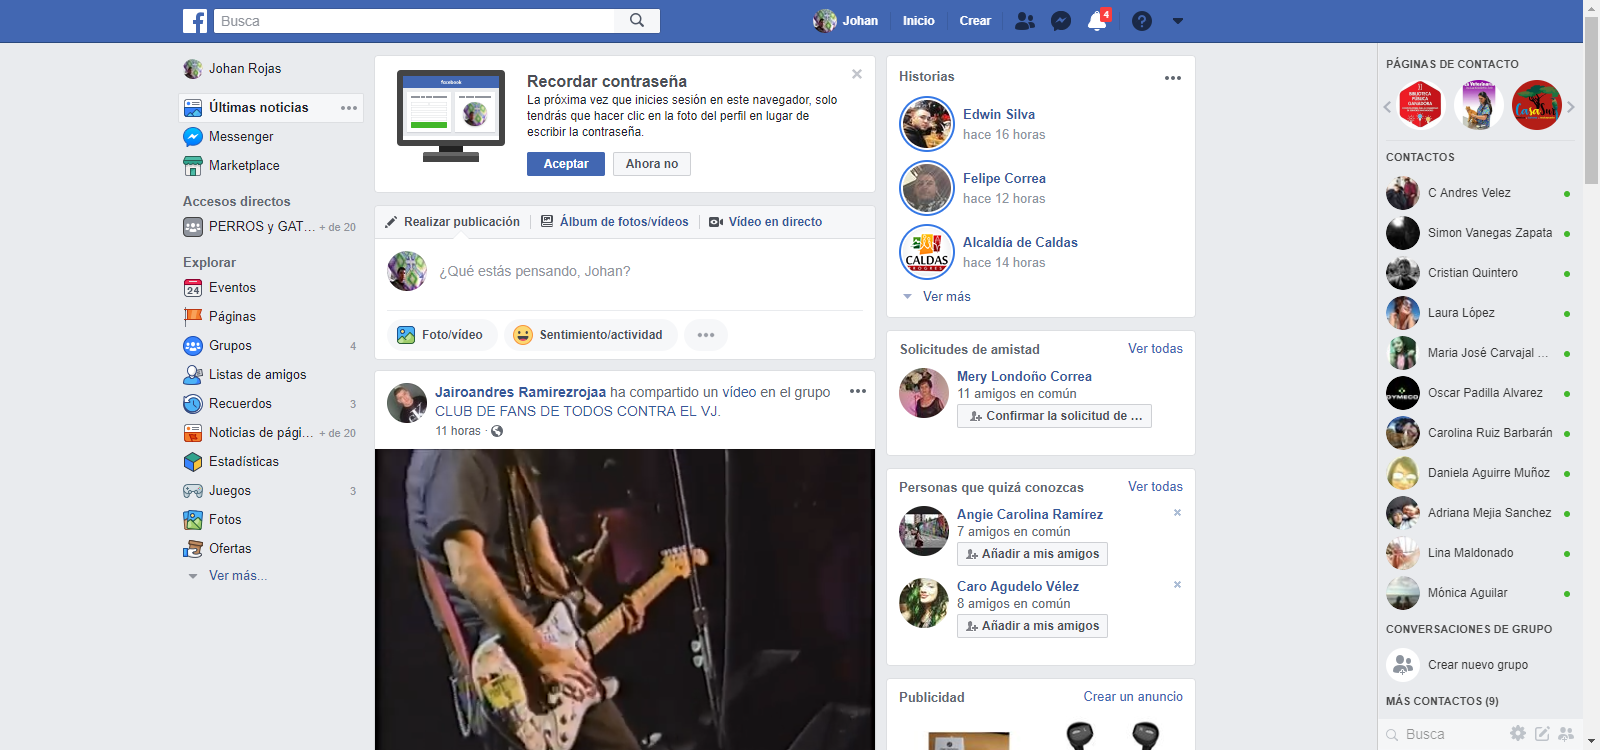 Busca
Johan
Inicio
Crear
4
Johan Rojas
Últimas noticias
Messenger
Marketplace
Accesos directos
PERROS y GAT... + de 20
Explorar
24 Eventos
Páginas
Grupos 4
Listas de amigos
Recuerdos 3
Noticias de pági... + de 20
Estadísticas
Juegos 3
Fotos
Ofertas
Ver más...
facebook
Recordar contraseña
La próxima vez que inicies sesión en este navegador, solo
tendrás que hacer clic en la foto del perfil en lugar de
escribir la contraseña.
Aceptar
Ahora no
Realizar publicación
Álbum de fotos/vídeos
Vídeo en directo
¿Qué estás pensando, Johan?
Foto/vídeo
Sentimiento/actividad
Jairoandres Ramirezrojaa ha compartido un vídeo en el grupo
CLUB DE FANS DE TODOS CONTRA EL VJ.
11 horas ·
Historias
Edwin Silva
hace 16 horas
Felipe Correa
hace 12 horas
CALDAS
PROGRESA
Alcaldía de Caldas
hace 14 horas
Ver más
Solicitudes de amistad
Ver todas
Mery Londoño Correa
11 amigos en común
Confirmar la solicitud de ...
Personas que quizá conozcas
Ver todas
Angie Carolina Ramírez
7 amigos en común
Añadir a mis amigos
Caro Agudelo Vélez
8 amigos en común
Añadir a mis amigos
Publicidad
Crear un anuncio
PÁGINAS DE CONTACTO
BIBLIOTECA
PÚBLICA
GANADORA
CONTACTOS
C Andres Velez
Simon Vanegas Zapata
Cristian Quintero
Laura López
Maria José Carvajal ...
Oscar Padilla Alvarez
Carolina Ruiz Barbarán
Daniela Aguirre Muñoz
Adriana Mejia Sanchez
Lina Maldonado
Mónica Aguilar
CONVERSACIONES DE GRUPO
Crear nuevo grupo
MÁS CONTACTOS (9)
Busca